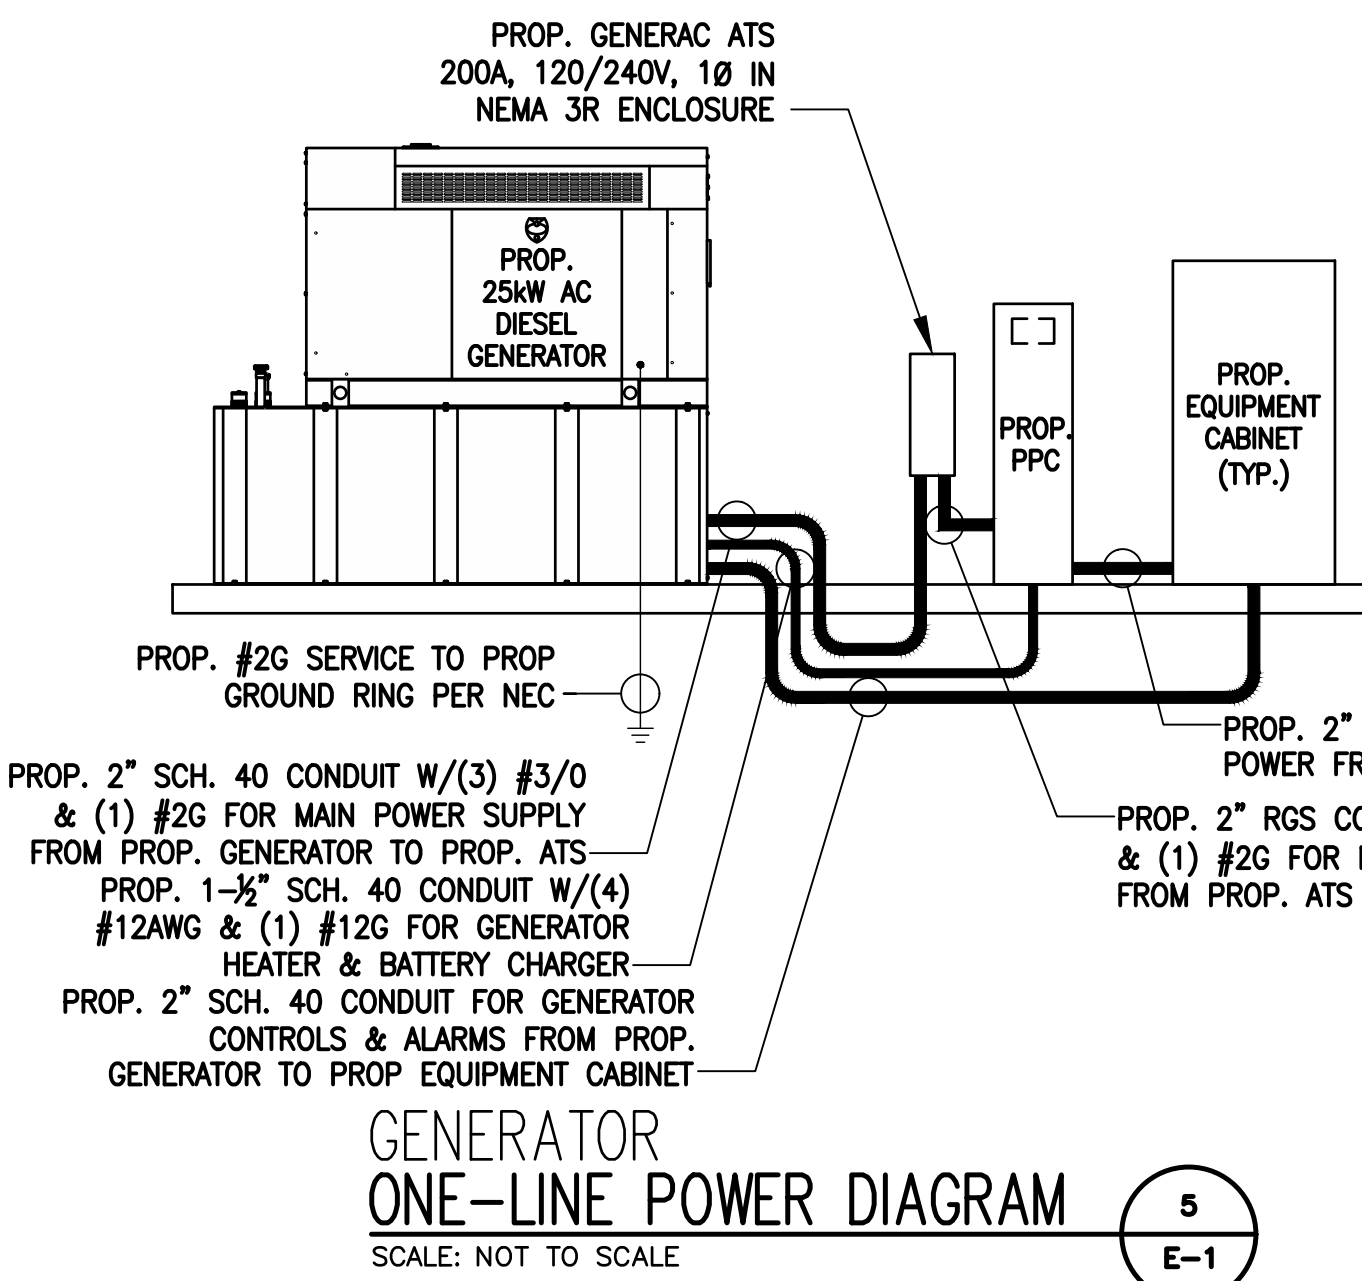 PROP. GENERAC ATS
200A, 120/240V, 1Ø IN
NEMA 3R ENCLOSURE
PROP.
25kW AC
DIESEL
GENERATOR
PROP.
PPC
PROP.
EQUIPMENT
CABINET
(TYP.)
PROP. #2G SERVICE TO PROP
GROUND RING PER NEC
PROP. 2" SCH. 40 CONDUIT W/(3) #3/0
& (1) #2G FOR MAIN POWER SUPPLY
FROM PROP. GENERATOR TO PROP. ATS
PROP. 1-½" SCH. 40 CONDUIT W/(4)
#12AWG & (1) #12G FOR GENERATOR
HEATER & BATTERY CHARGER
PROP. 2" SCH. 40 CONDUIT FOR GENERATOR
CONTROLS & ALARMS FROM PROP.
GENERATOR TO PROP EQUIPMENT CABINET
PROP. 2"
POWER
PROP. 2" RGS
& (1) #2G FOR
FROM PROP. ATS
GENERATOR
ONE-LINE POWER DIAGRAM
SCALE: NOT TO SCALE
5
E-1